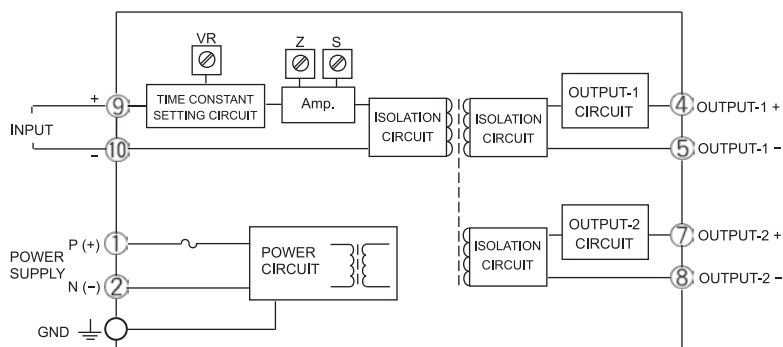 VR
Z
S
+
9
TIME CONSTANT
SETTING CIRCUIT
Amp.
ISOLATION
CIRCUIT
ISOLATION
CIRCUIT
OUTPUT-1
CIRCUIT
4
OUTPUT-1 +
INPUT
−
10
5
OUTPUT-1 −
P (+)
1
POWER
SUPPLY
N (−)
2
POWER
CIRCUIT
ISOLATION
CIRCUIT
OUTPUT-2
CIRCUIT
7
OUTPUT-2 +
8
OUTPUT-2 −
GND